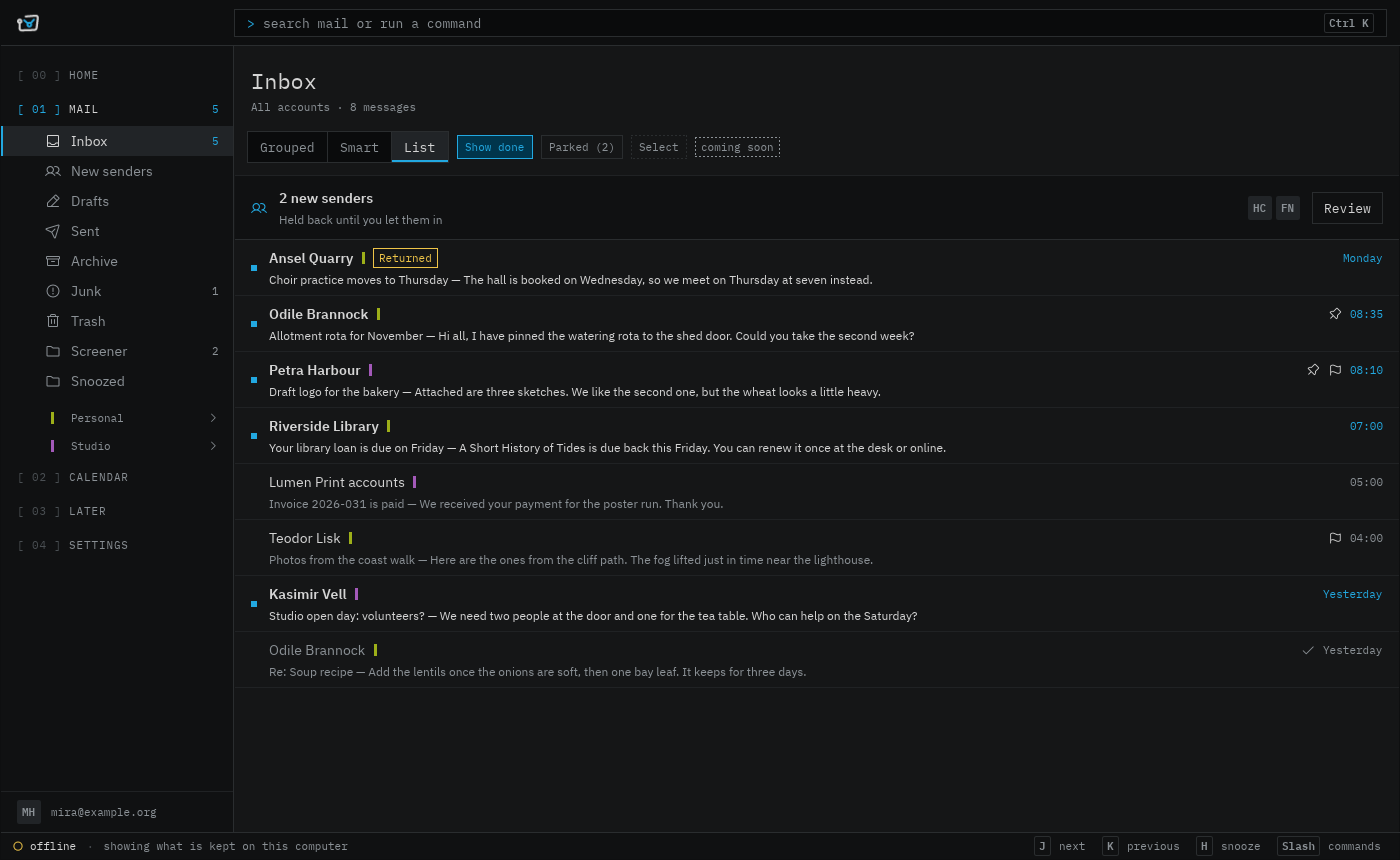 > search mail or run a command Ctrl K
[ 00 ] HOME
[ 01 ] MAIL 5
Inbox 5
New senders
Drafts
Sent
Archive
Junk 1
Trash
Screener 2
Snoozed
Personal
Studio
[ 02 ] CALENDAR
[ 03 ] LATER
[ 04 ] SETTINGS
MH mira@example.org
Inbox
All accounts · 8 messages
Grouped Smart List Show done Parked (2) Select coming soon
2 new senders
Held back until you let them in
HC FN Review
Ansel Quarry Returned Monday
Choir practice moves to Thursday — The hall is booked on Wednesday, so we meet on Thursday at seven instead.
Odile Brannock 08:35
Allotment rota for November — Hi all, I have pinned the watering rota to the shed door. Could you take the second week?
Petra Harbour 08:10
Draft logo for the bakery — Attached are three sketches. We like the second one, but the wheat looks a little heavy.
Riverside Library 07:00
Your library loan is due on Friday — A Short History of Tides is due back this Friday. You can renew it once at the desk or online.
Lumen Print accounts 05:00
Invoice 2026-031 is paid — We received your payment for the poster run. Thank you.
Teodor Lisk 04:00
Photos from the coast walk — Here are the ones from the cliff path. The fog lifted just in time near the lighthouse.
Kasimir Vell Yesterday
Studio open day: volunteers? — We need two people at the door and one for the tea table. Who can help on the Saturday?
Odile Brannock Yesterday
Re: Soup recipe — Add the lentils once the onions are soft, then one bay leaf. It keeps for three days.
offline · showing what is kept on this computer
J next K previous H snooze Slash commands